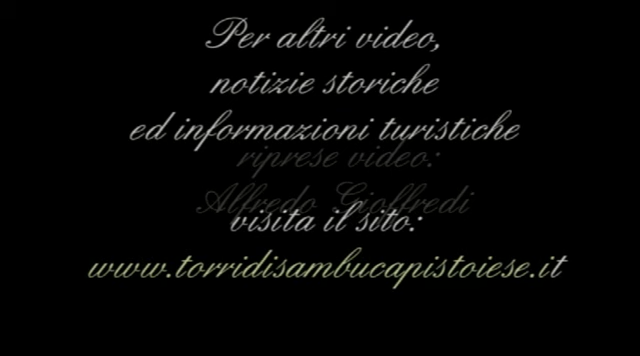 Per altri video,
notizie storiche
ed informazioni turistiche
riprese video:
Alfredo Gioffredi
visita il sito:
www.torridisambucapistoiese.it